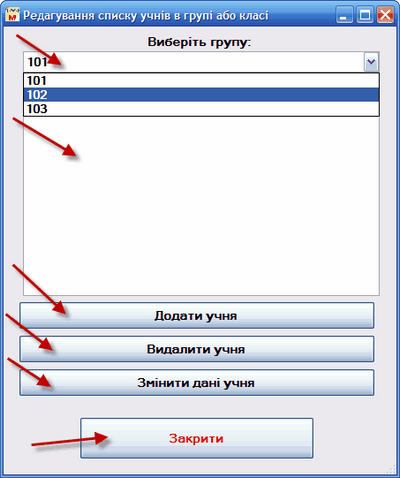 Редагування списку учнів в групі або класі
Виберіть групу:
101
101
102
103
Додати учня
Видалити учня
Змінити дані учня
Закрити